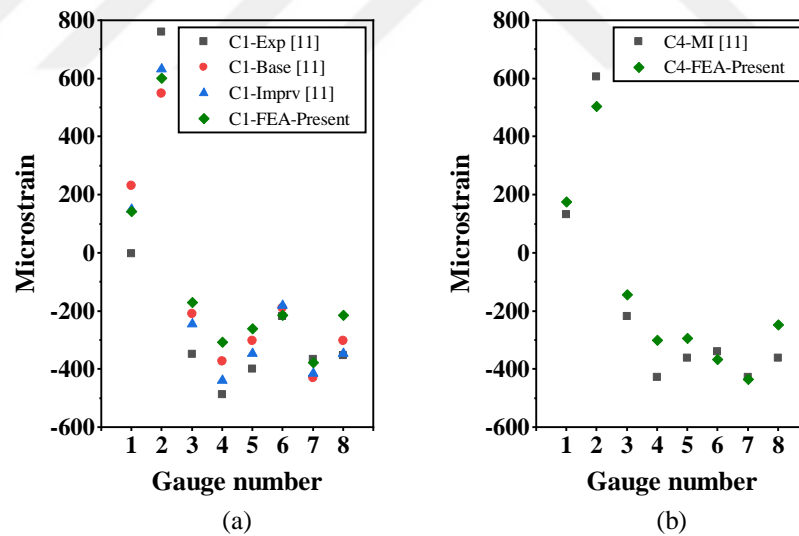 800
600
400
200
0
-200
-400
-600
Microstrain
1 2 3 4 5 6 7 8
Gauge number
C1-Exp [11]
C1-Base [11]
C1-Imprv [11]
C1-FEA-Present
(a)
800
600
400
200
0
-200
-400
-600
Microstrain
1 2 3 4 5 6 7 8
Gauge number
C4-MI [11]
C4-FEA-Present
(b)